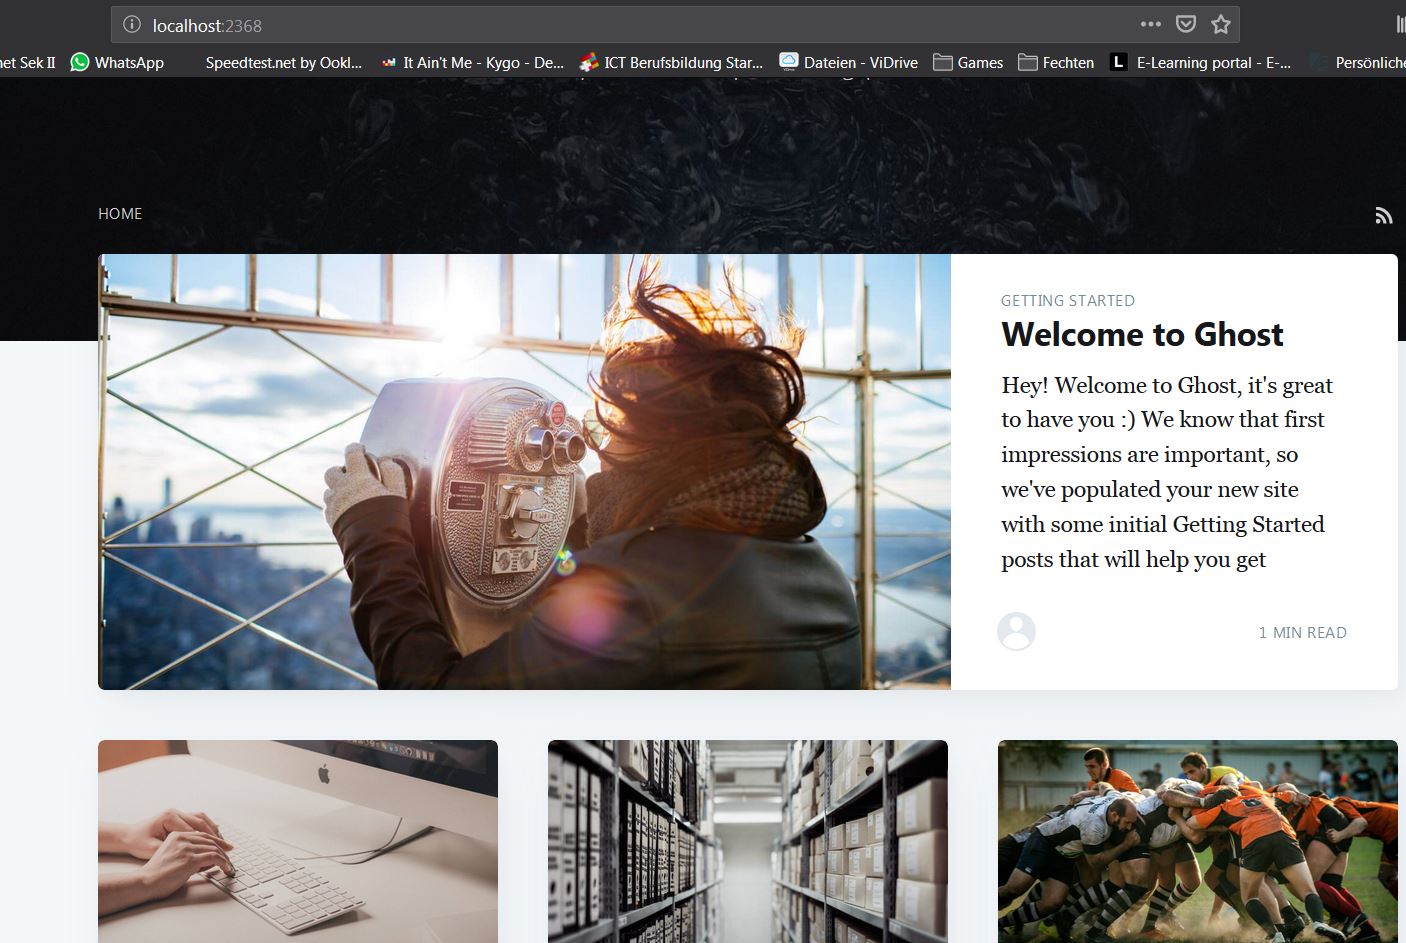 localhost:2368
net Sek II WhatsApp Speedtest.net by Ookl... It Ain't Me - Kygo - De... ICT Berufsbildung Star... Dateien - ViDrive Games Fechten L E-Learning portal - E-... Persönliche
HOME
GETTING STARTED
Welcome to Ghost
Hey! Welcome to Ghost, it's great
to have you :) We know that first
impressions are important, so
we've populated your new site
with some initial Getting Started
posts that will help you get
1 MIN READ